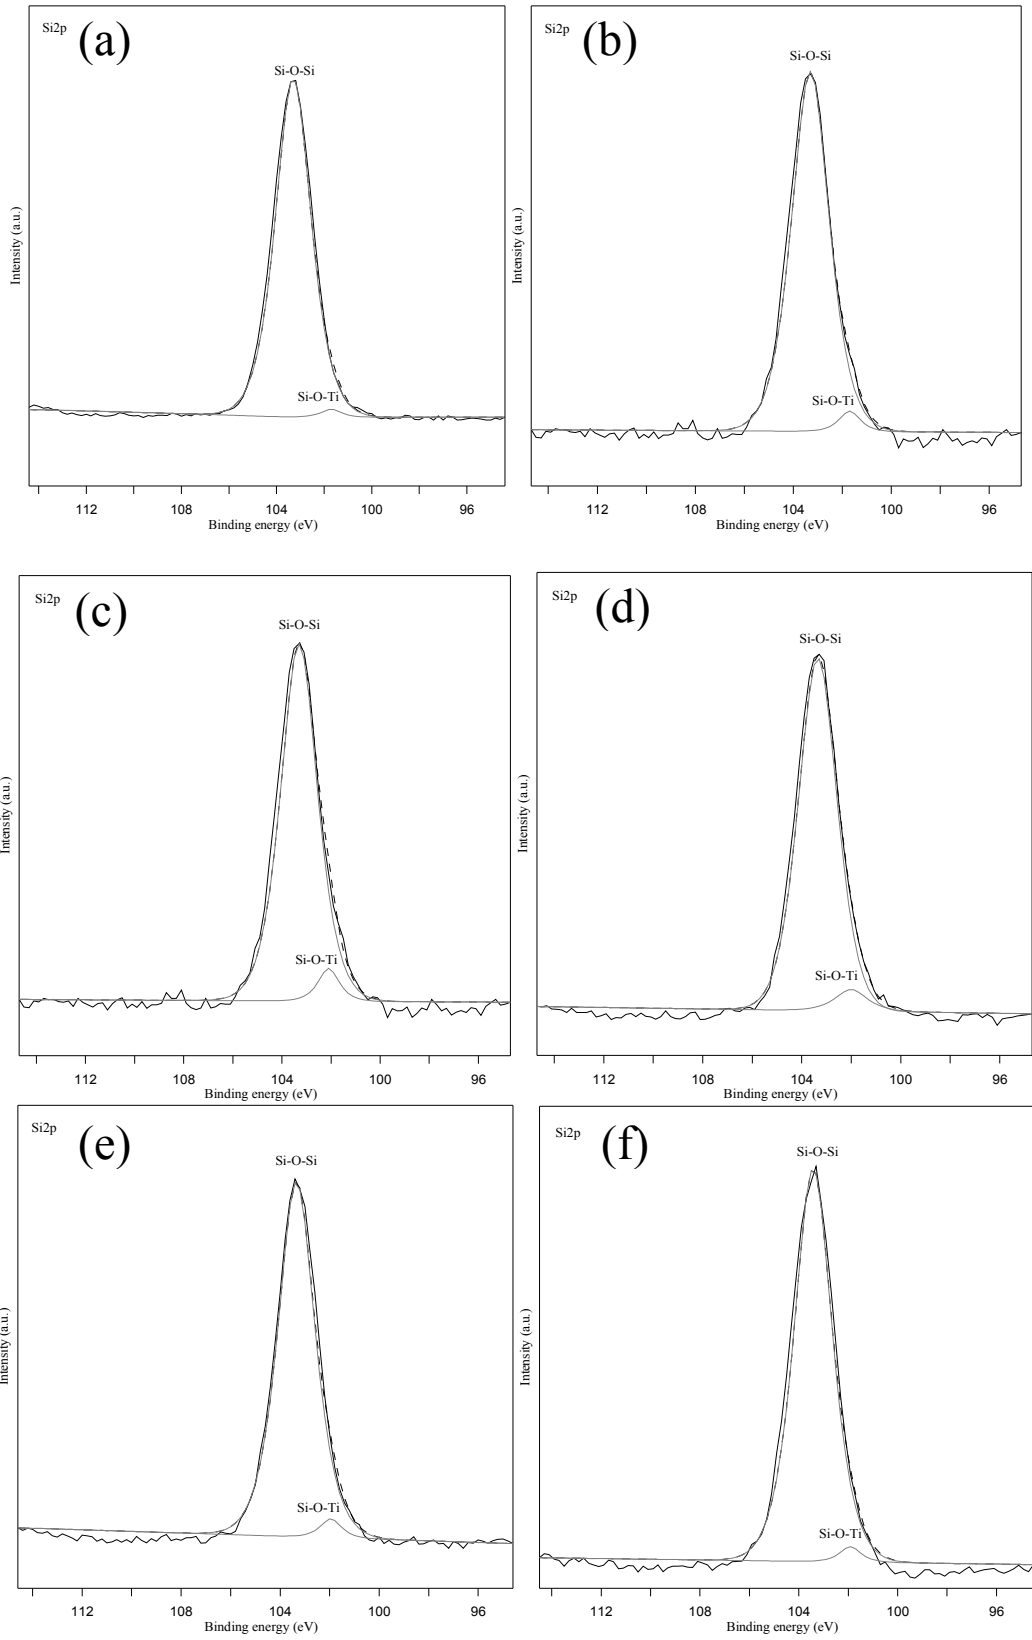 Si2p (a)
Si-O-Si
Intensity (a.u.)
Si-O-Ti
112 108 104 100 96
Binding energy (eV)
Si2p (b)
Si-O-Si
Intensity (a.u.)
Si-O-Ti
112 108 104 100 96
Binding energy (eV)
Si2p (c)
Si-O-Si
Intensity (a.u.)
Si-O-Ti
112 108 104 100 96
Binding energy (eV)
Si2p (d)
Si-O-Si
Intensity (a.u.)
Si-O-Ti
112 108 104 100 96
Binding energy (eV)
Si2p (e)
Si-O-Si
Intensity (a.u.)
Si-O-Ti
112 108 104 100 96
Binding energy (eV)
Si2p (f)
Si-O-Si
Intensity (a.u.)
Si-O-Ti
112 108 104 100 96
Binding energy (eV)